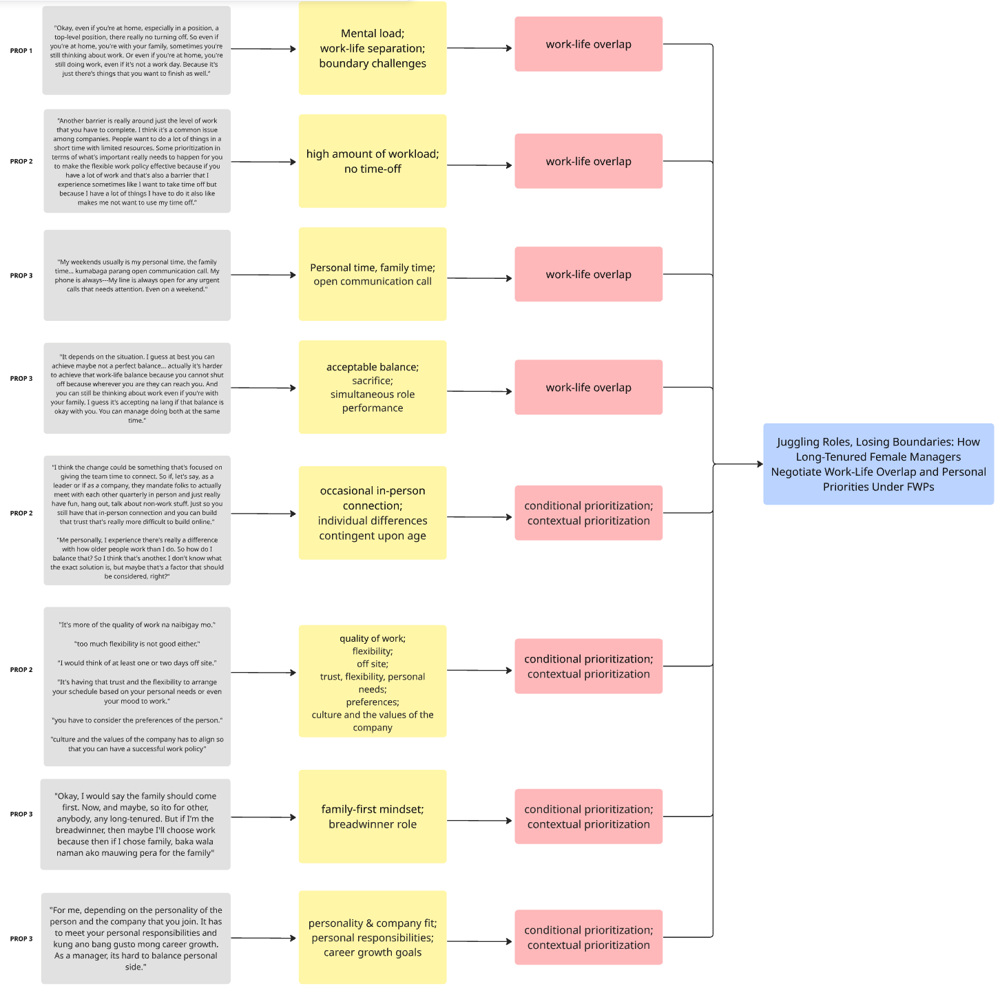 PROP 1
"Okay, even if you're at home, especially in a position, a
top-level position, there really no turning off. So even if
you're at home, you're with your family, sometimes you're
still thinking about work. Or even if you're at home, you're
still doing work, even if it's not a work day. Because it's
just there's things that you want to finish as well."
Mental load;
work-life separation;
boundary challenges
work-life overlap
PROP 2
"Another barrier is really around just the level of work
that you have to complete. I think it's a common issue
among companies. People want to do a lot of things in a
short time with limited resources. Some prioritization in
terms of what's important really needs to happen for you
to make the flexible work policy effective because if you
have a lot of work and that's also a barrier that I
experience sometimes like I want to take time off but
because I have a lot of things I have to do it also like
makes me not want to use my time off."
high amount of workload;
no time-off
work-life overlap
PROP 3
"My weekends usually is my personal time, the family
time... kumabaga parang open communication call. My
phone is always---My line is always open for any urgent
calls that needs attention. Even on a weekend."
Personal time, family time;
open communication call
work-life overlap
PROP 3
"It depends on the situation. I guess at best you can
achieve maybe not a perfect balance... actually it's harder
to achieve that work-life balance because you cannot shut
off because wherever you are they can reach you. And
you can still be thinking about work even if you're with
your family. I guess it's accepting na lang if that balance is
okay with you. You can manage doing both at the same
time."
acceptable balance;
sacrifice;
simultaneous role
performance
work-life overlap
PROP 2
"I think the change could be something that's focused on
giving the team time to connect. So if, let's say, as a
leader or if as a company, they mandate folks to actually
meet with each other quarterly in person and just really
have fun, hang out, talk about non-work stuff. Just so you
still have that in-person connection and you can build
that trust that's really more difficult to build online."
"Me personally, I experience there's really a difference
with how older people work than I do. So how do I
balance that? So I think that's another. I don't know what
the exact solution is, but maybe that's a factor that should
be considered, right?"
occasional in-person
connection;
individual differences
contingent upon age
conditional prioritization;
contextual prioritization
PROP 2
"It's more of the quality of work na naibigay mo."
"too much flexibility is not good either."
"I would think of at least one or two days off site."
"It's having that trust and the flexibility to arrange
your schedule based on your personal needs or even
your mood to work."
"you have to consider the preferences of the person."
"culture and the values of the company has to align so
that you can have a successful work policy"
quality of work;
flexibility;
off site;
trust, flexibility, personal
needs;
preferences;
culture and the values of the
company
conditional prioritization;
contextual prioritization
PROP 3
"Okay, I would say the family should come
first. Now, and maybe, so ito for other,
anybody, any long-tenured. But if I'm the
breadwinner, then maybe I'll choose work
because then if I chose family, baka wala
naman ako mauwing pera for the family"
family-first mindset;
breadwinner role
conditional prioritization;
contextual prioritization
PROP 3
"For me, depending on the personality of the
person and the company that you join. It has
to meet your personal responsibilities and
kung ano bang gusto mong career growth.
As a manager, its hard to balance personal
side."
personality & company fit;
personal responsibilities;
career growth goals
conditional prioritization;
contextual prioritization
Juggling Roles, Losing Boundaries: How
Long-Tenured Female Managers
Negotiate Work-Life Overlap and Personal
Priorities Under FWPs